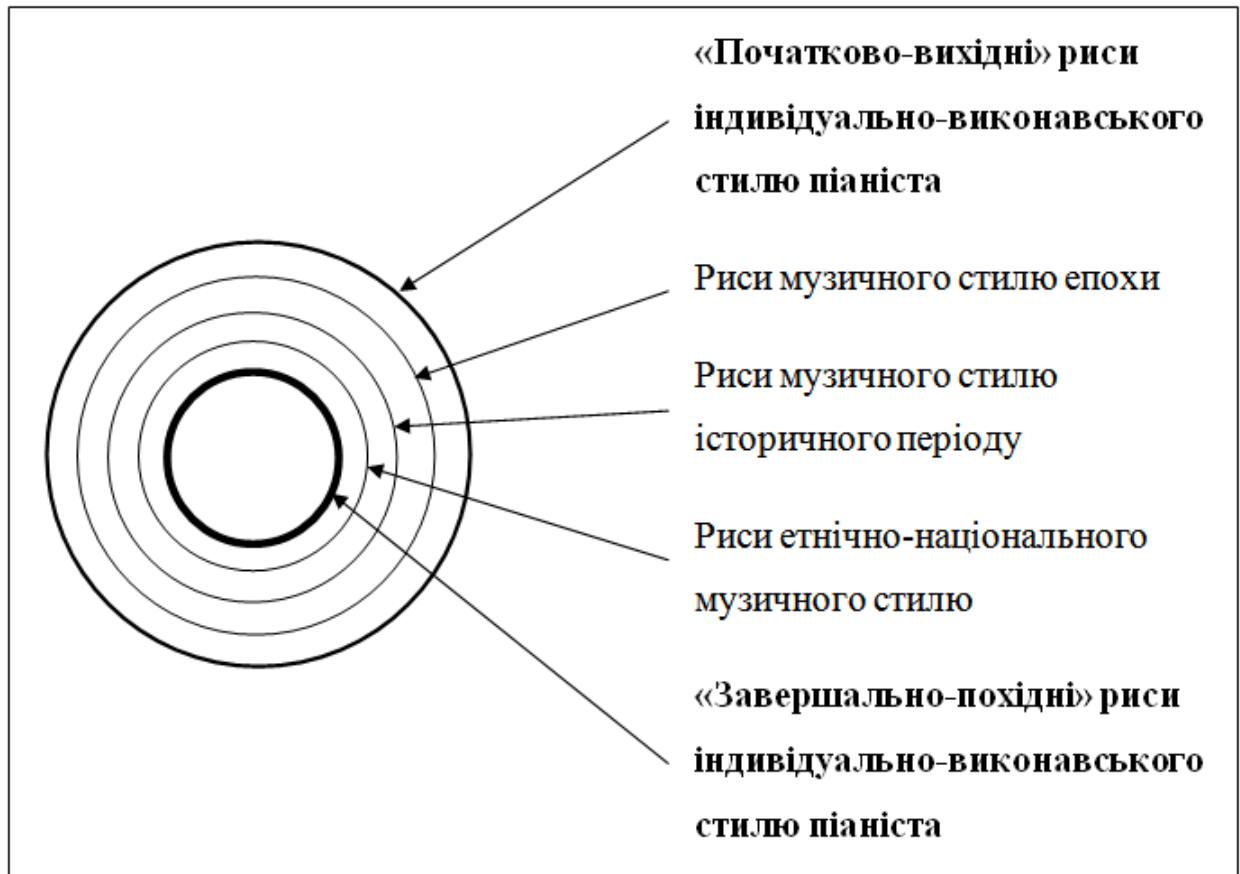 «Початково-вихідні» риси
індивідуально-виконавського
стилю піаніста
Риси музичного стилю епохи
Риси музичного стилю
історичного періоду
Риси етнічно-національного
музичного стилю
«Завершально-похідні» риси
індивідуально-виконавського
стилю піаніста